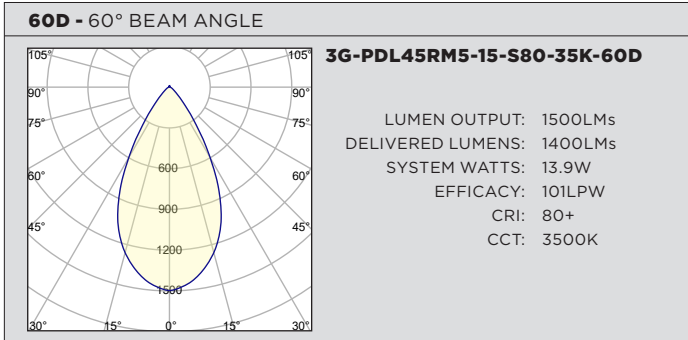 60D - 60° BEAM ANGLE
3G-PDL45RM5-15-S80-35K-60D
105° 105°
90° 90°
75° 75°
60° 60°
45° 45°
600
900
1200
1500
30° 15° 0° 15° 30°
LUMEN OUTPUT: 1500LMs
DELIVERED LUMENS: 1400LMs
SYSTEM WATTS: 13.9W
EFFICACY: 101LPW
CRI: 80+
CCT: 3500K